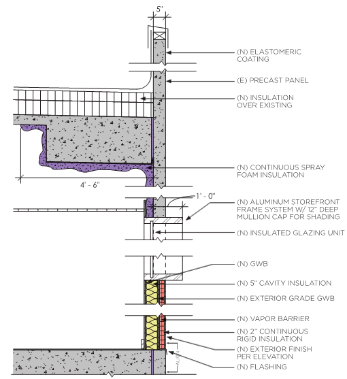 5"
(N) ELASTOMERIC
COATING
(E) PRECAST PANEL
(N) INSULATION
OVER EXISTING
(N) CONTINUOUS SPRAY
FOAM INSULATION
4' - 6"
1' - 0"
(N) ALUMINUM STOREFRONT
FRAME SYSTEM W/ 12" DEEP
MULLION CAP FOR SHADING
(N) INSULATED GLAZING UNIT
(N) GWB
(N) 5" CAVITY INSULATION
(N) EXTERIOR GRADE GWB
(N) VAPOR BARRIER
(N) 2" CONTINUOUS
RIGID INSULATION
(N) EXTERIOR FINISH
PER ELEVATION
(N) FLASHING